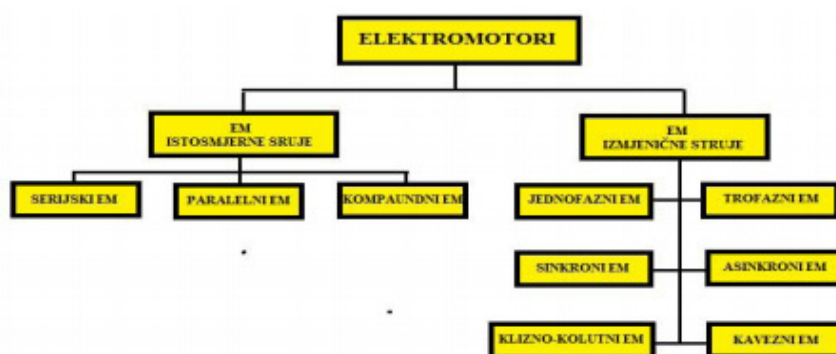 ELEKTROMOTORI
EM
ISTOSMJERNE SRUJE
EM
IZMJENIČNE STRUJE
SERIJSKI EM
PARALELNI EM
KOMPAUNDNI EM
JEDNOFAZNI EM
TROFAZNI EM
SINKRONI EM
ASINKRONI EM
KLIZNO-KOLUTNI EM
KAVEZNI EM